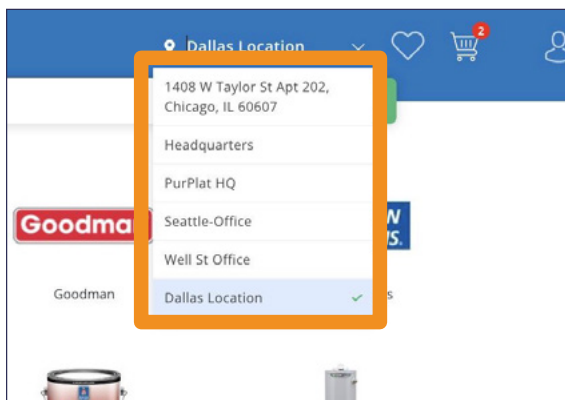 Dallas Location
2
1408 W Taylor St Apt 202,
Chicago, IL 60607
Headquarters
PurPlat HQ
Seattle-Office
Well St Office
Dallas Location
Goodma
N
S.
Goodman
s